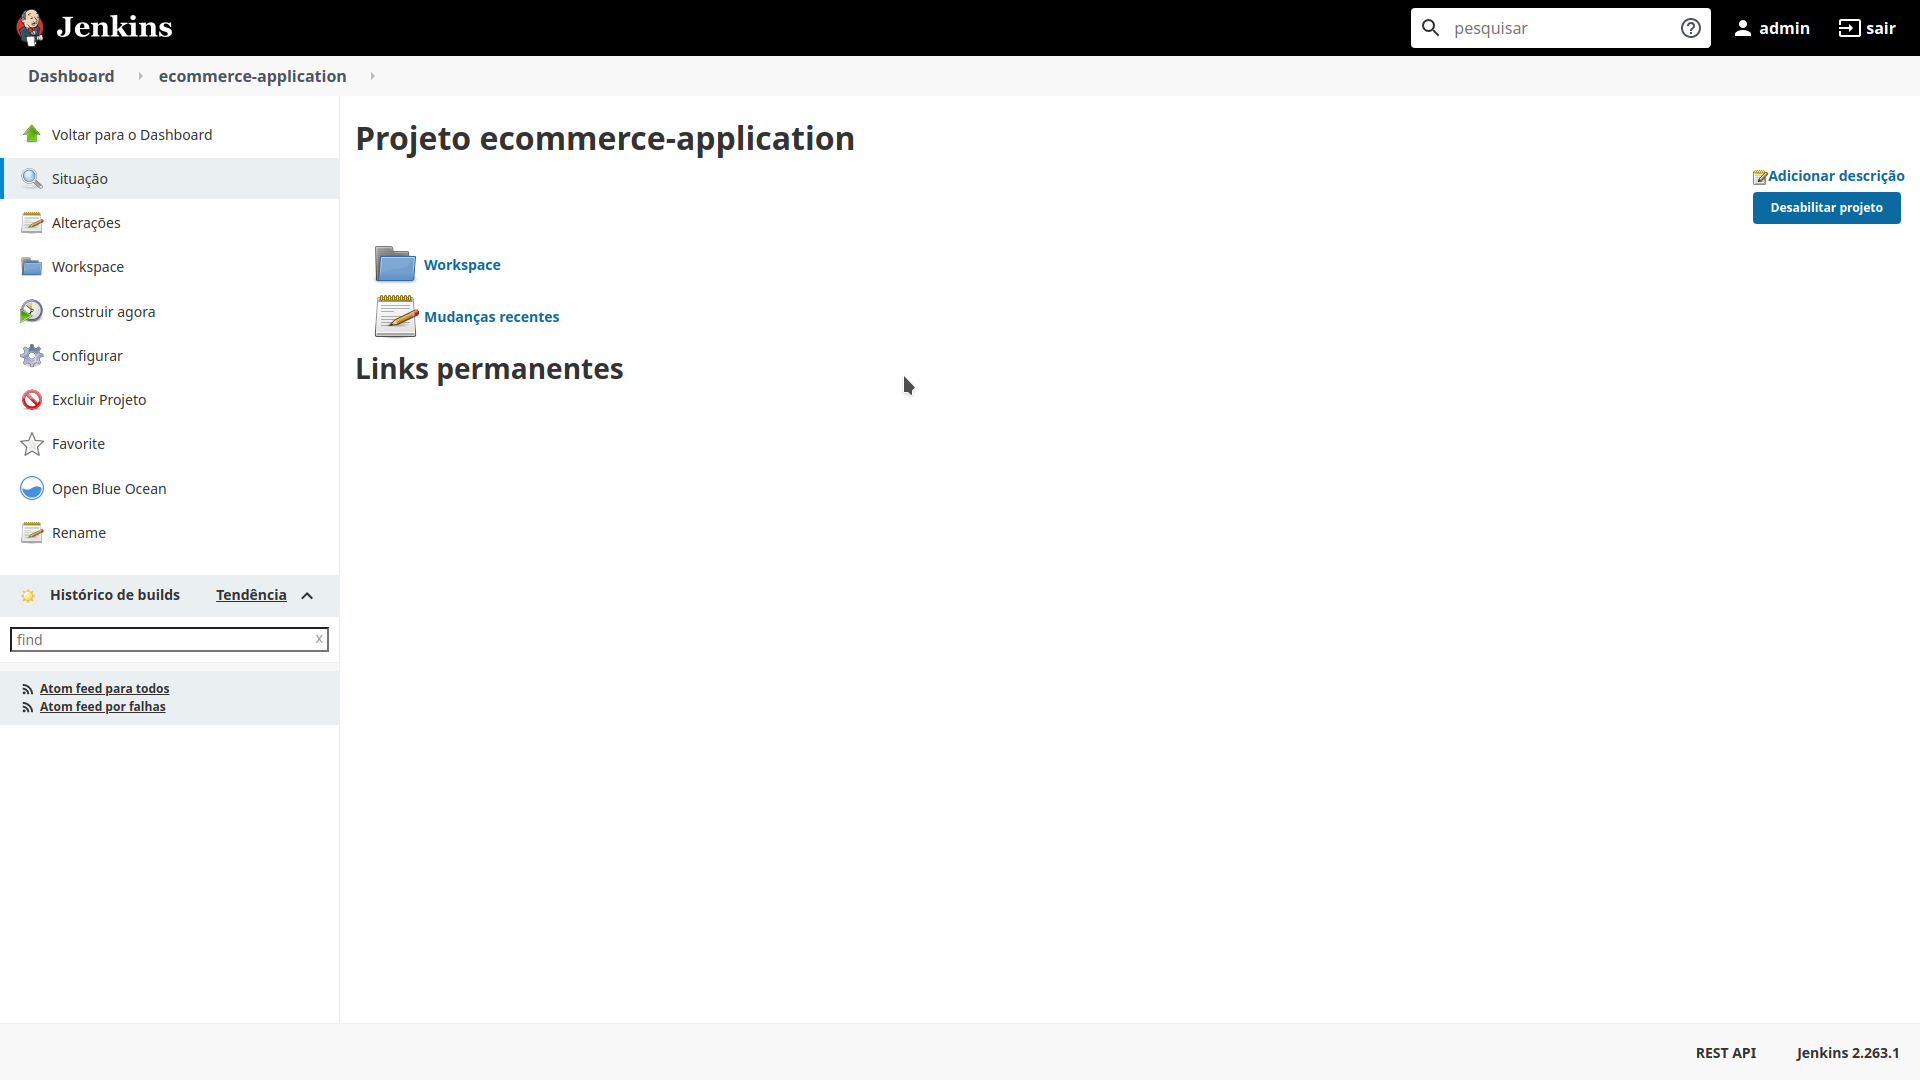 Jenkins
pesquisar
admin
sair
Dashboard
ecommerce-application
Voltar para o Dashboard
Situação
Alterações
Workspace
Construir agora
Configurar
Excluir Projeto
Favorite
Open Blue Ocean
Rename
Histórico de builds
Tendência
find
x
Atom feed para todos
Atom feed por falhas
Projeto ecommerce-application
Adicionar descrição
Desabilitar projeto
Workspace
Mudanças recentes
Links permanentes
REST API
Jenkins 2.263.1